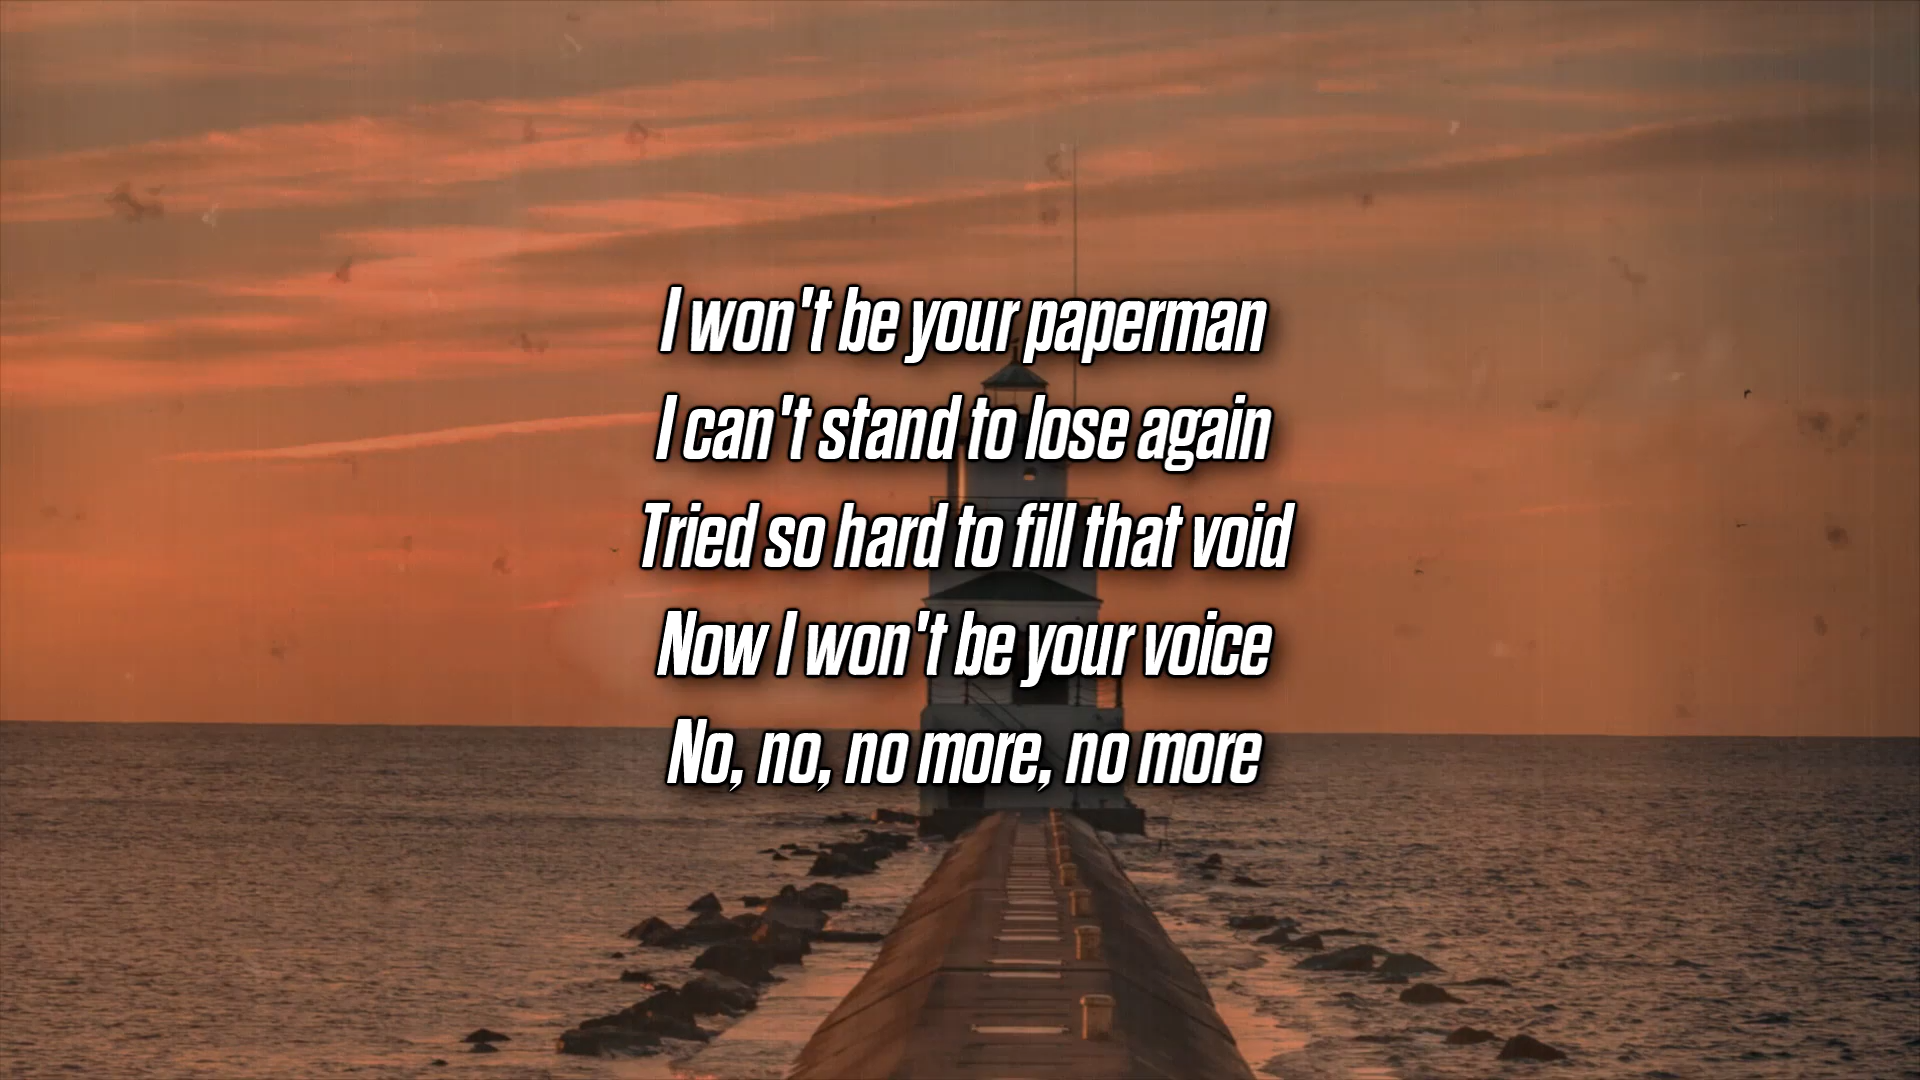 I won't be your paperman
I can't stand to lose again
Tried so hard to fill that void
Now I won't be your voice
No, no, no more, no more